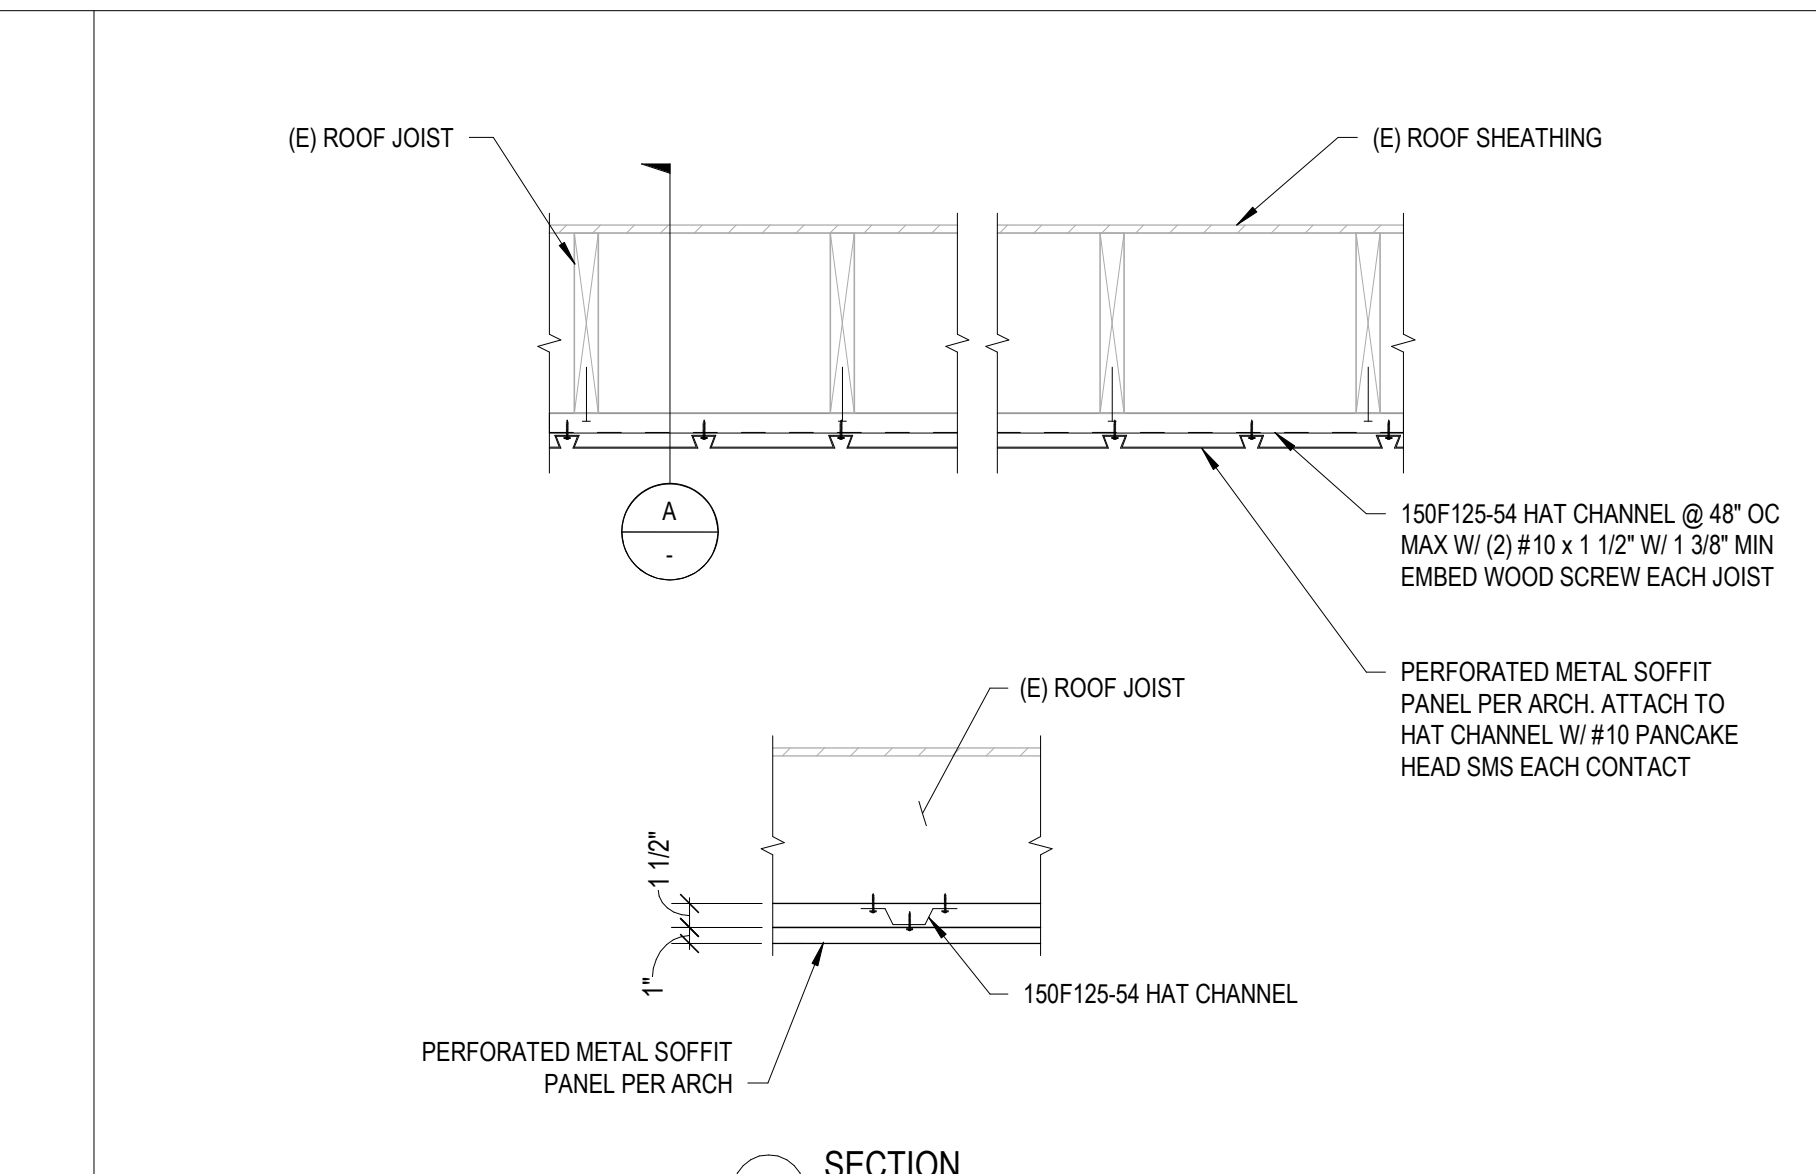 (E) ROOF JOIST
(E) ROOF SHEATHING
A
-
150F125-54 HAT CHANNEL @ 48" OC
MAX W/ (2) #10 x 1 1/2" W/ 1 3/8" MIN
EMBED WOOD SCREW EACH JOIST
PERFORATED METAL SOFFIT
PANEL PER ARCH. ATTACH TO
HAT CHANNEL W/ #10 PANCAKE
HEAD SMS EACH CONTACT
(E) ROOF JOIST
1 1/2"
1"
150F125-54 HAT CHANNEL
PERFORATED METAL SOFFIT
PANEL PER ARCH
SECTION